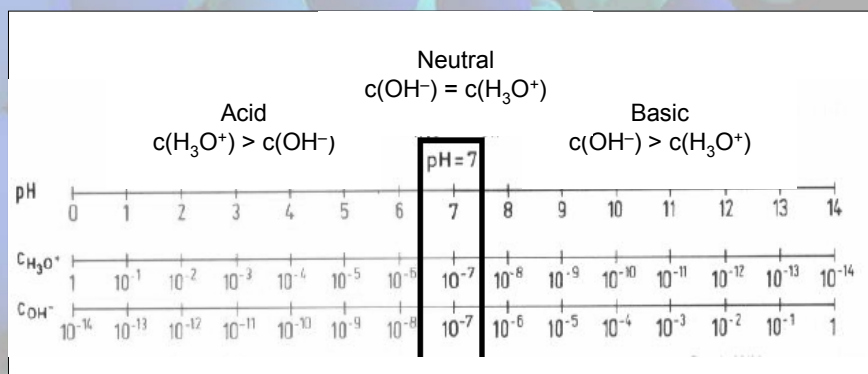 Neutral
c(OH⁻) = c(H₃O⁺)
Acid
c(H₃O⁺) > c(OH⁻)
Basic
c(OH⁻) > c(H₃O⁺)
pH=7
pH 0 1 2 3 4 5 6 7 8 9 10 11 12 13 14
C_H₃O⁺ 1 10⁻¹ 10⁻² 10⁻³ 10⁻⁴ 10⁻⁵ 10⁻⁶ 10⁻⁷ 10⁻⁸ 10⁻⁹ 10⁻¹⁰ 10⁻¹¹ 10⁻¹² 10⁻¹³ 10⁻¹⁴
C_OH⁻ 10⁻¹⁴ 10⁻¹³ 10⁻¹² 10⁻¹¹ 10⁻¹⁰ 10⁻⁹ 10⁻⁸ 10⁻⁷ 10⁻⁶ 10⁻⁵ 10⁻⁴ 10⁻³ 10⁻² 10⁻¹ 1